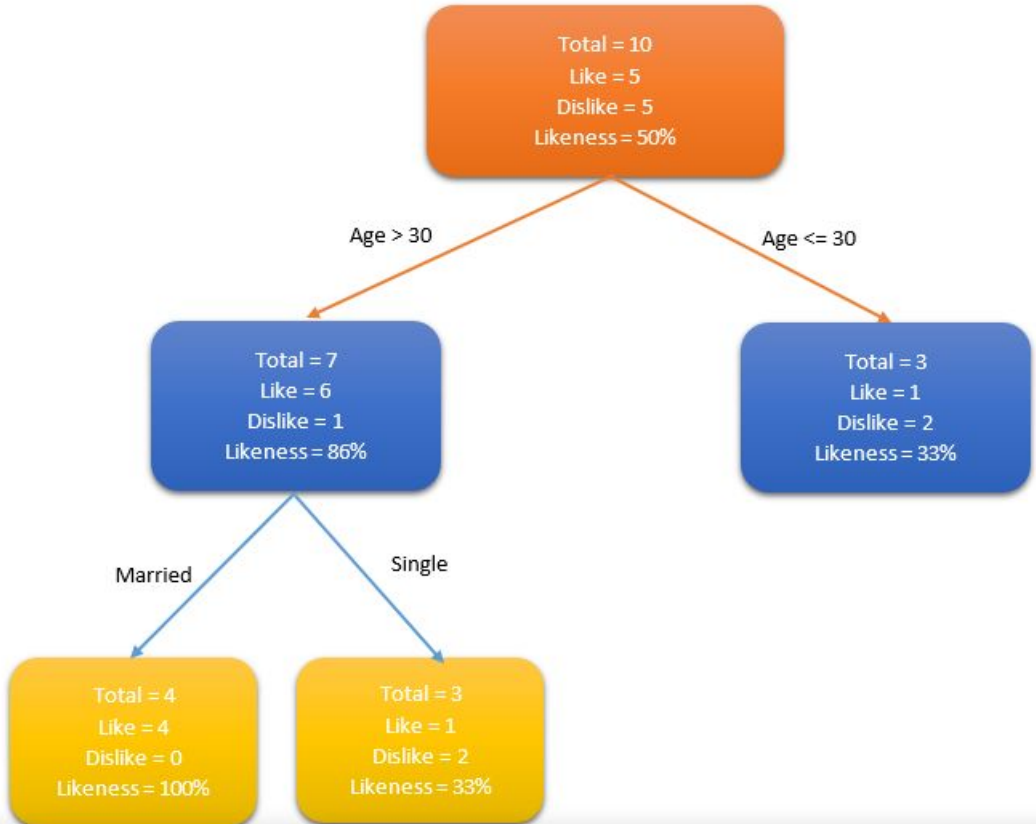 Total = 10
Like = 5
Dislike = 5
Likeness = 50%
Age > 30
Age <= 30
Total = 7
Like = 6
Dislike = 1
Likeness = 86%
Total = 3
Like = 1
Dislike = 2
Likeness = 33%
Married
Single
Total = 4
Like = 4
Dislike = 0
Likeness = 100%
Total = 3
Like = 1
Dislike = 2
Likeness = 33%